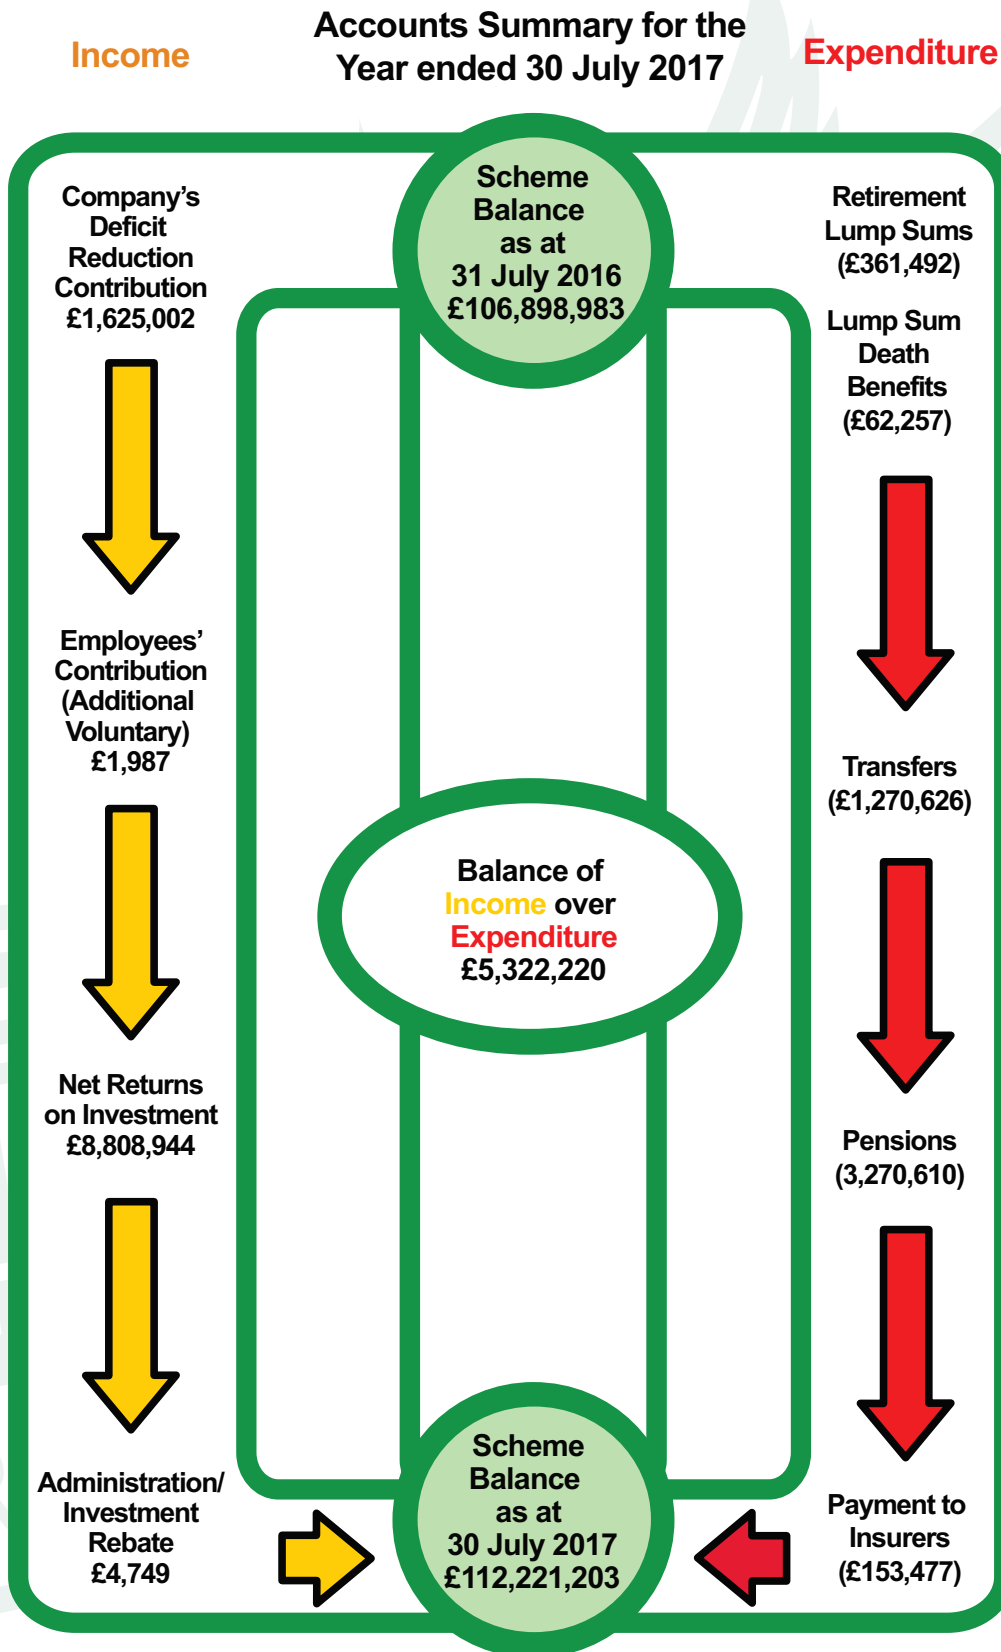 Income
Accounts Summary for the
Year ended 30 July 2017
Expenditure
Scheme
Balance
as at
31 July 2016
£106,898,983
Company’s
Deficit
Reduction
Contribution
£1,625,002
Employees’
Contribution
(Additional
Voluntary)
£1,987
Net Returns
on Investment
£8,808,944
Administration/
Investment
Rebate
£4,749
Balance of
Income over
Expenditure
£5,322,220
Retirement
Lump Sums
(£361,492)
Lump Sum
Death
Benefits
(£62,257)
Transfers
(£1,270,626)
Pensions
(3,270,610)
Payment to
Insurers
(£153,477)
Scheme
Balance
as at
30 July 2017
£112,221,203